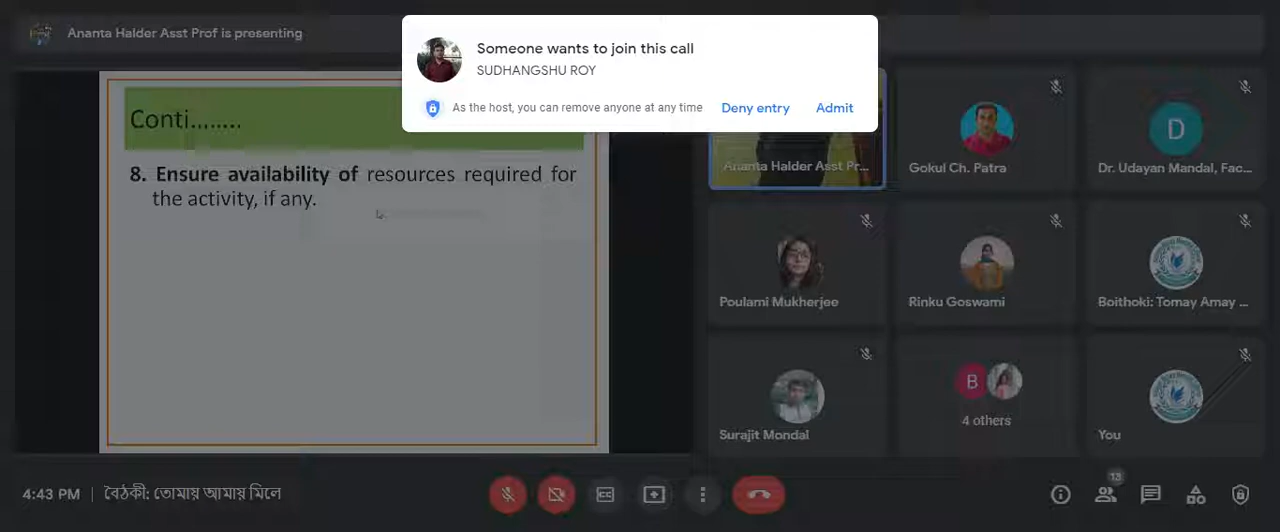 Ananta Halder Asst Prof is presenting
Someone wants to join this call
SUDHANGSHU ROY
As the host, you can remove anyone at any time
Deny entry
Admit
Conti........
8. Ensure availability of resources required for
the activity, if any.
Ananta Halder Asst Pr...
Gokul Ch. Patra
D
Dr. Udayan Mandal, Fac...
Poulami Mukherjee
Rinku Goswami
Boithoki: Tomay Amay ...
Surajit Mondal
B
4 others
You
4:43 PM | বৈঠকী: তোমায় আমায় মিলে
CC
13